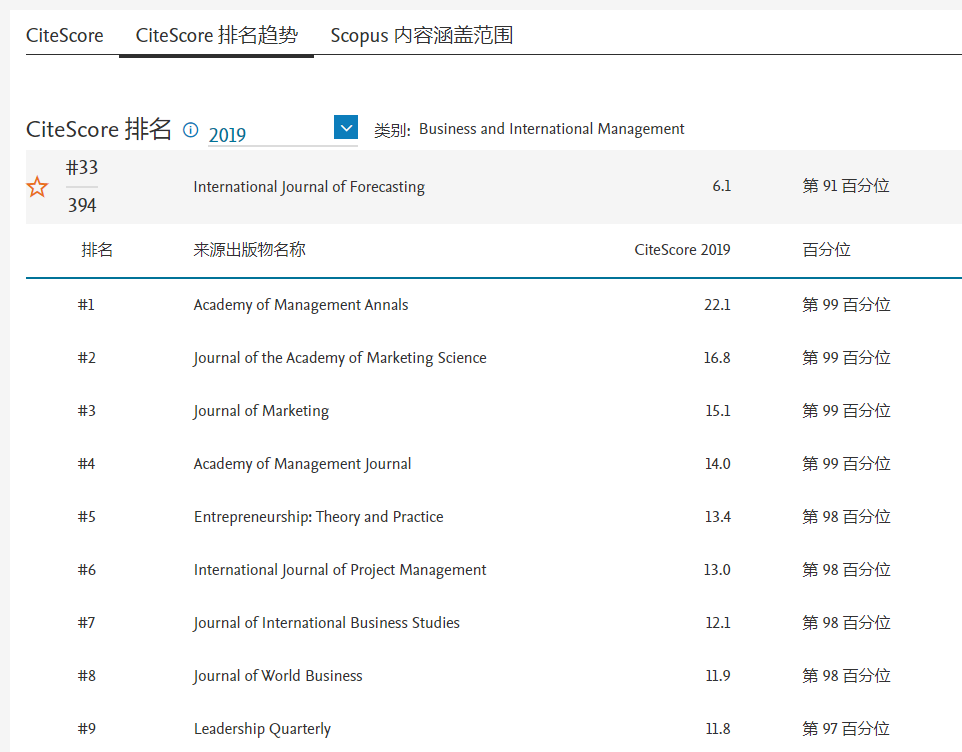 CiteScore CiteScore 排名趋势 Scopus 内容涵盖范围
CiteScore 排名 2019 类别: Business and International Management
#33
394
International Journal of Forecasting 6.1 第 91 百分位
排名 来源出版物名称 CiteScore 2019 百分位
#1 Academy of Management Annals 22.1 第 99 百分位
#2 Journal of the Academy of Marketing Science 16.8 第 99 百分位
#3 Journal of Marketing 15.1 第 99 百分位
#4 Academy of Management Journal 14.0 第 99 百分位
#5 Entrepreneurship: Theory and Practice 13.4 第 98 百分位
#6 International Journal of Project Management 13.0 第 98 百分位
#7 Journal of International Business Studies 12.1 第 98 百分位
#8 Journal of World Business 11.9 第 98 百分位
#9 Leadership Quarterly 11.8 第 97 百分位